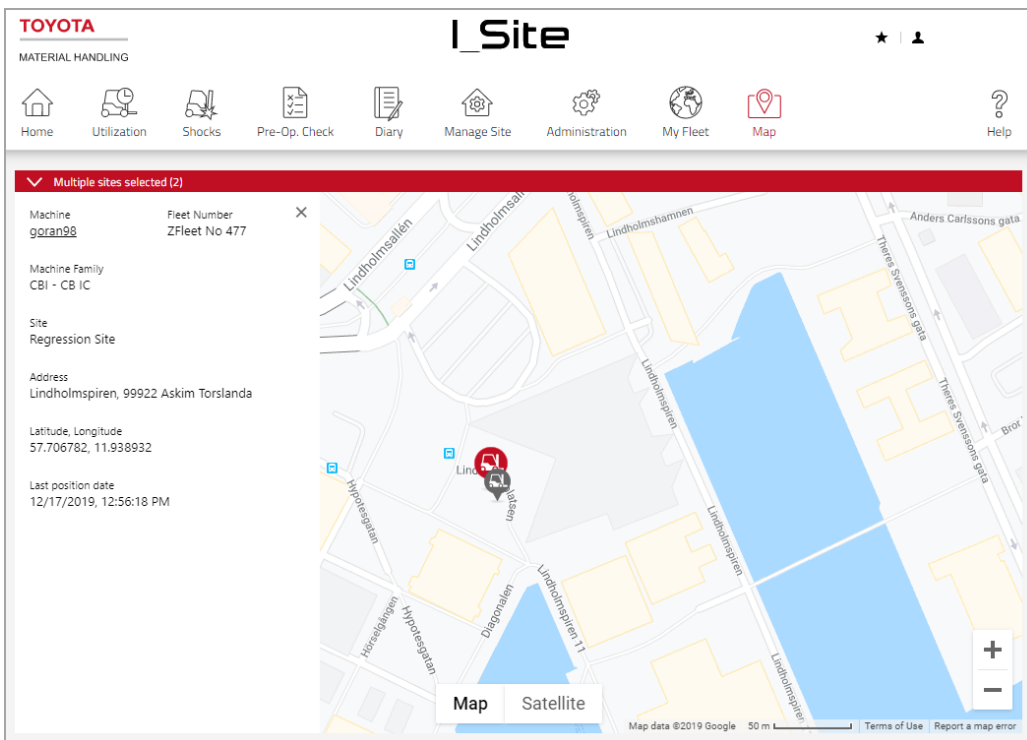 TOYOTA
MATERIAL HANDLING
I_Site
Home
Utilization
Shocks
Pre-Op. Check
Diary
Manage Site
Administration
My Fleet
Map
Help
Multiple sites selected (2)
Machine
goran98
Fleet Number
ZFleet No 477
Machine Family
CBI - CB IC
Site
Regression Site
Address
Lindholmspiren, 99922 Askim Torslanda
Latitude, Longitude
57.706782, 11.938932
Last position date
12/17/2019, 12:56:18 PM
Lindholmsallén
Lindholmsallén
Lindholmspiren
Lindholmshamnen
Anders Carlssons gata
Theres Svenssons gata
Theres Svenssons gata
Lindholmspiren
Lindholmspiren
Lindholmspiren
Lindholmspiren 11
Diagonalen
Hypotesgatan
Hypotesgatan
Hörselgången
Map
Satellite
Map data ©2019 Google
50 m
Terms of Use
Report a map error